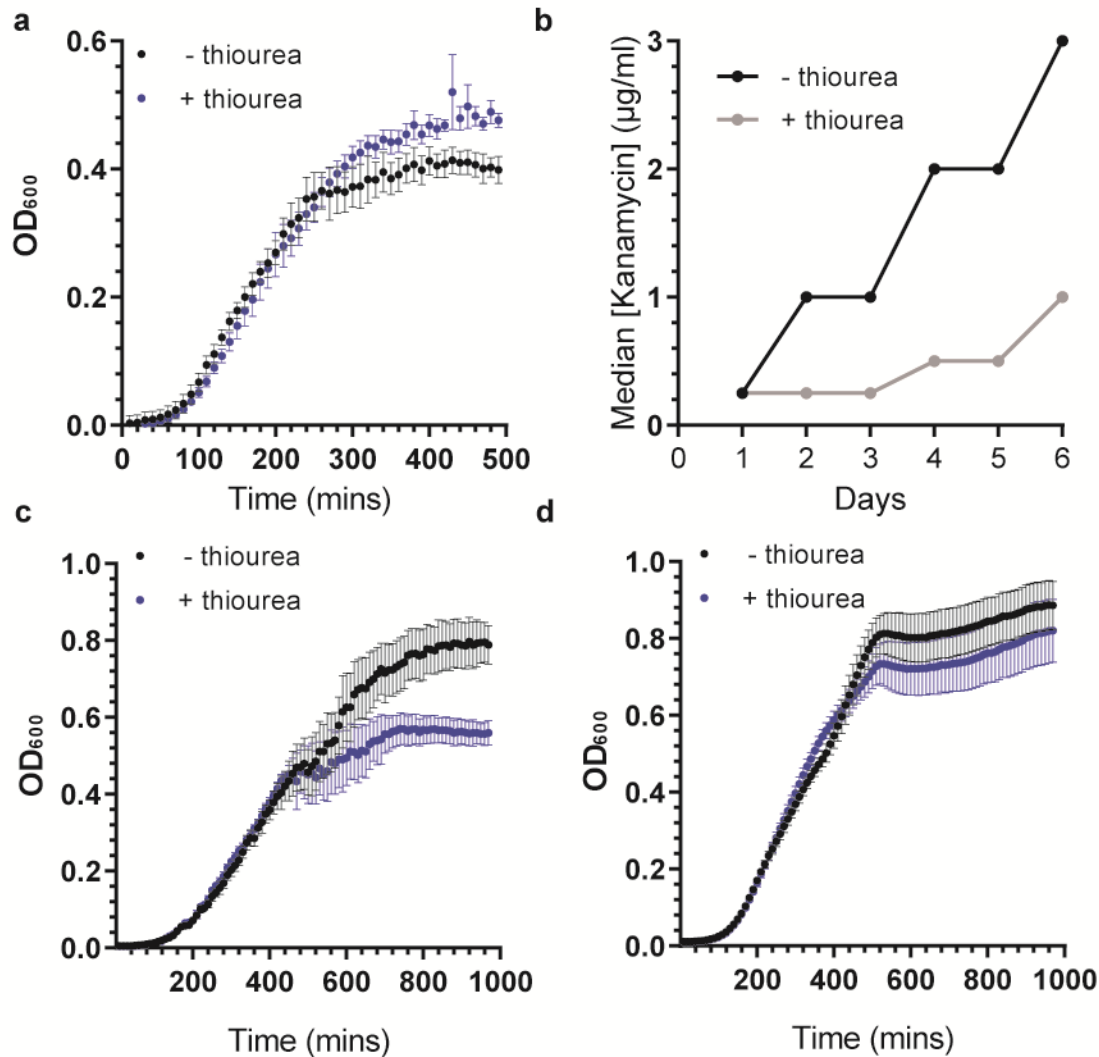 a
0.6
0.4
0.2
0.0
OD600
- thiourea
+ thiourea
0 100 200 300 400 500
Time (mins)
b
3
2
1
0
Median [Kanamycin] (µg/ml)
- thiourea
+ thiourea
0 1 2 3 4 5 6
Days
c
1.0
0.8
0.6
0.4
0.2
0.0
OD600
- thiourea
+ thiourea
200 400 600 800 1000
Time (mins)
d
1.0
0.8
0.6
0.4
0.2
0.0
OD600
- thiourea
+ thiourea
200 400 600 800 1000
Time (mins)